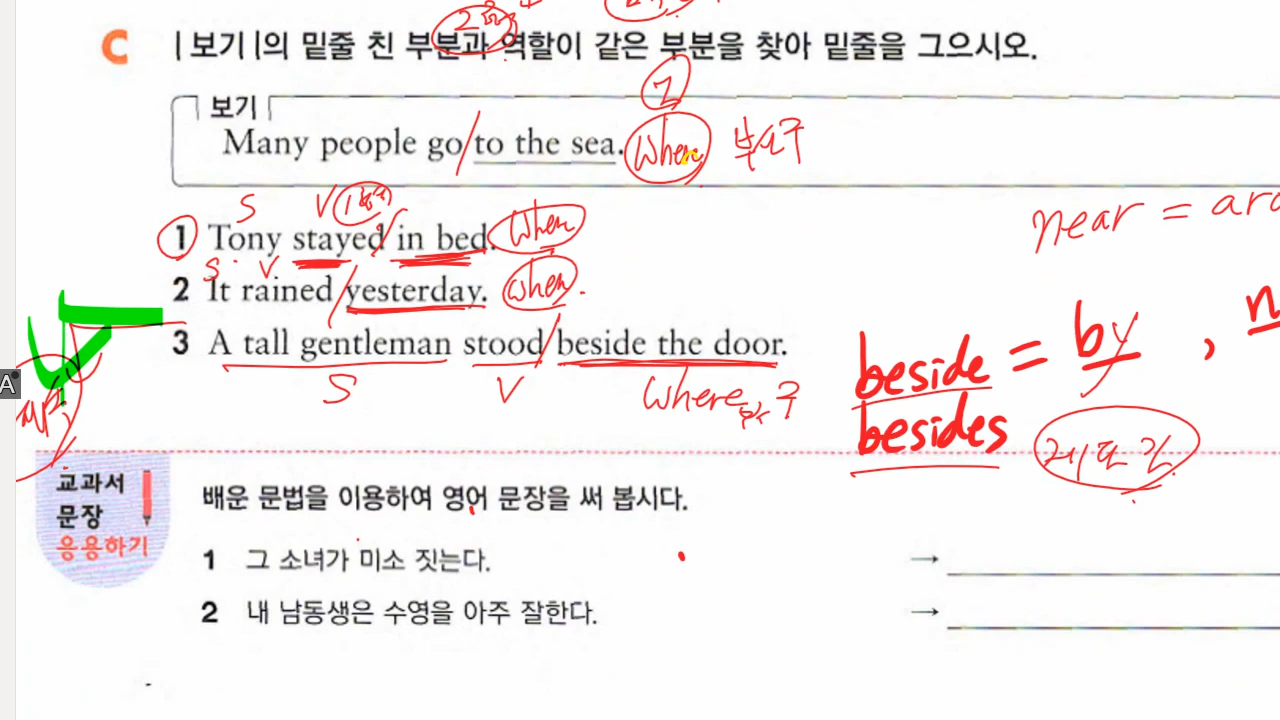 C |보기|의 밑줄 친 부분과 역할이 같은 부분을 찾아 밑줄을 그으시오.
보기
Many people go/to the sea. where 부사구
S V
1 Tony stayed/in bed. where
S V
2 It rained/yesterday. when.
3 A tall gentleman stood/beside the door.
S V where
near =
beside = by ,
besides 게다가
교과서
문장
응용하기
배운 문법을 이용하여 영어 문장을 써 봅시다.
1 그 소녀가 미소 짓는다. →
2 내 남동생은 수영을 아주 잘한다. →
A